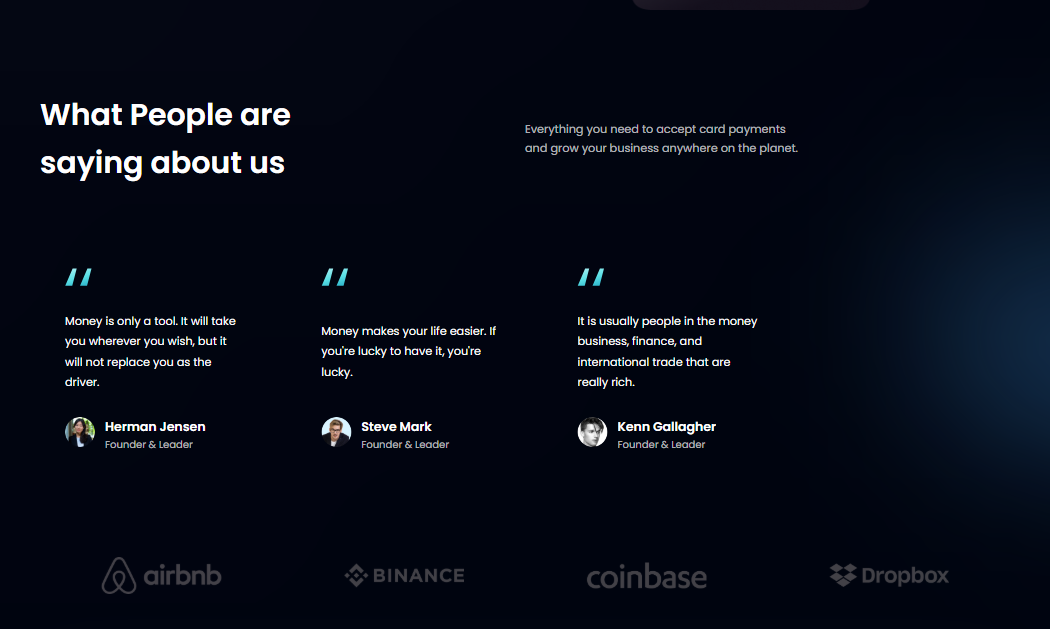 What People are
saying about us
Everything you need to accept card payments
and grow your business anywhere on the planet.
Money is only a tool. It will take
you wherever you wish, but it
will not replace you as the
driver.
Herman Jensen
Founder & Leader
Money makes your life easier. If
you're lucky to have it, you're
lucky.
Steve Mark
Founder & Leader
It is usually people in the money
business, finance, and
international trade that are
really rich.
Kenn Gallagher
Founder & Leader
airbnb
BINANCE
coinbase
Dropbox